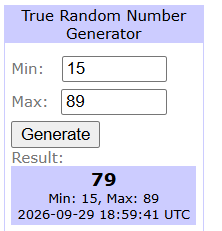 True Random Number
Generator
Min: 15
Max: 89
Generate
Result:
79
Min: 15, Max: 89
2026-09-29 18:59:41 UTC